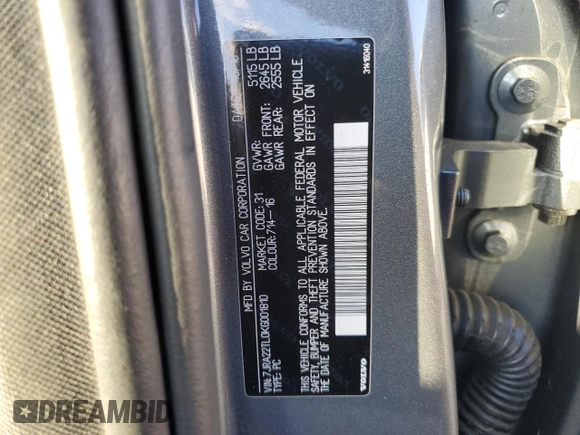 MFD BY VOLVO CAR CORPORATION
VIN: 7JRA22TL0KG001810
TYPE: PC
MARKET CODE: 31
COLOUR: 714-16
GVWR: 5115 LB
GAWR FRONT: 2645 LB
GAWR REAR: 2555 LB
THIS VEHICLE CONFORMS TO ALL APPLICABLE FEDERAL MOTOR VEHICLE
SAFETY, BUMPER AND THEFT PREVENTION STANDARDS IN EFFECT ON
THE DATE OF MANUFACTURE SHOWN ABOVE.
VOLVO
31416040
DREAMBID